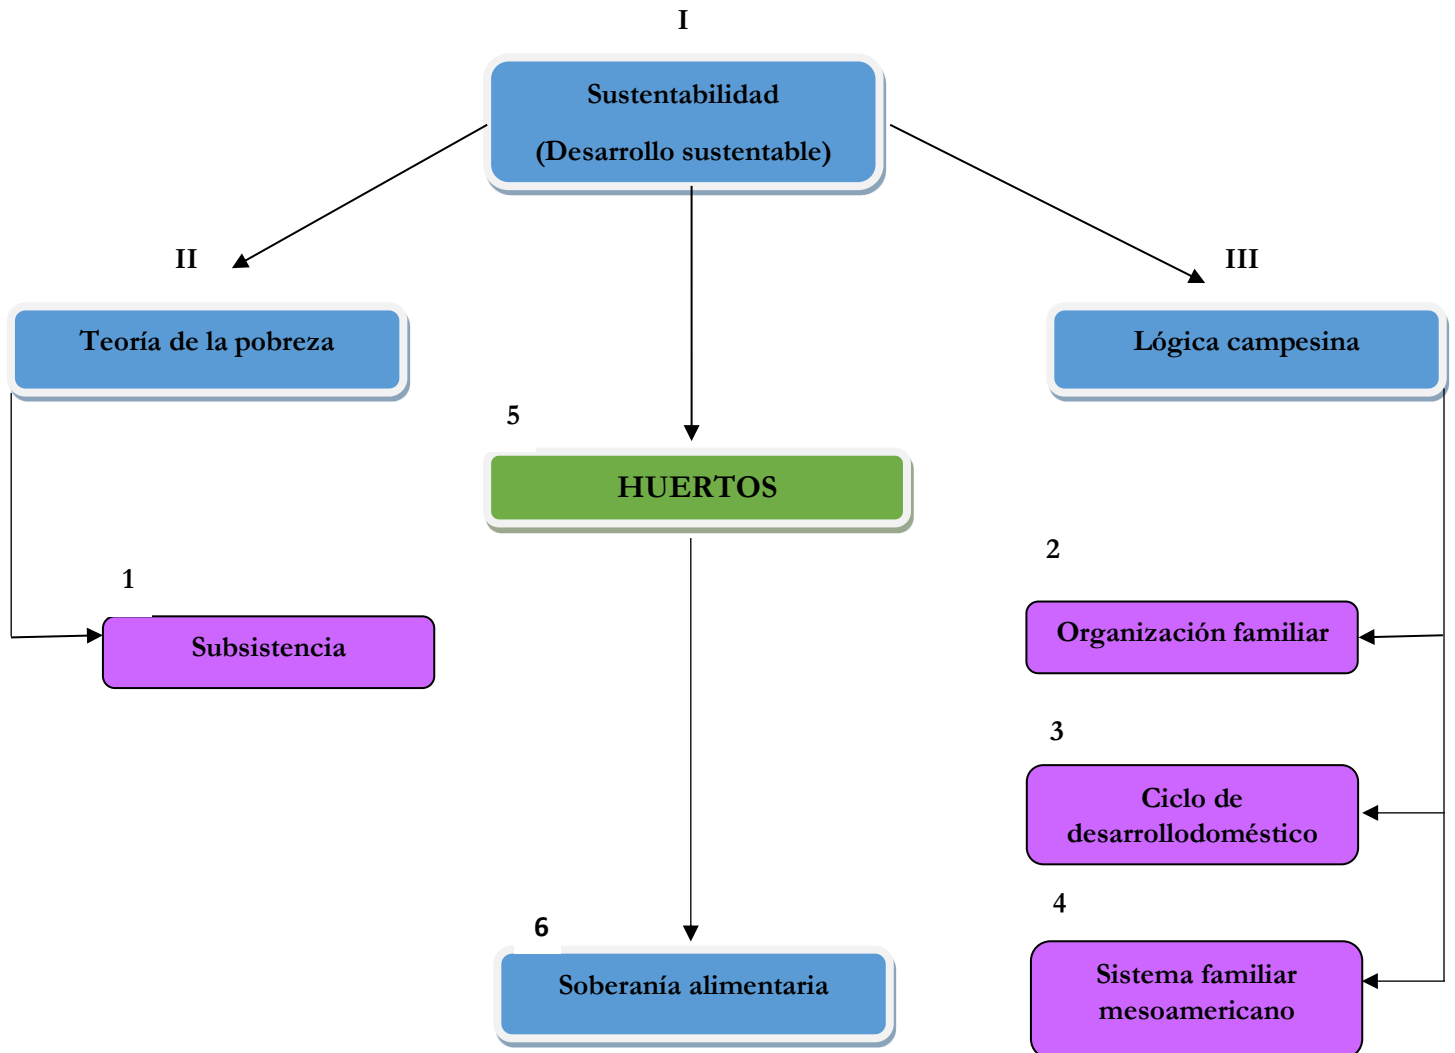 I
Sustentabilidad
(Desarrollo sustentable)
II
III
Teoría de la pobreza
Lógica campesina
5
HUERTOS
2
1
Organización familiar
Subsistencia
3
Ciclo de
desarrollodoméstico
4
6
Soberanía alimentaria
Sistema familiar
mesoamericano